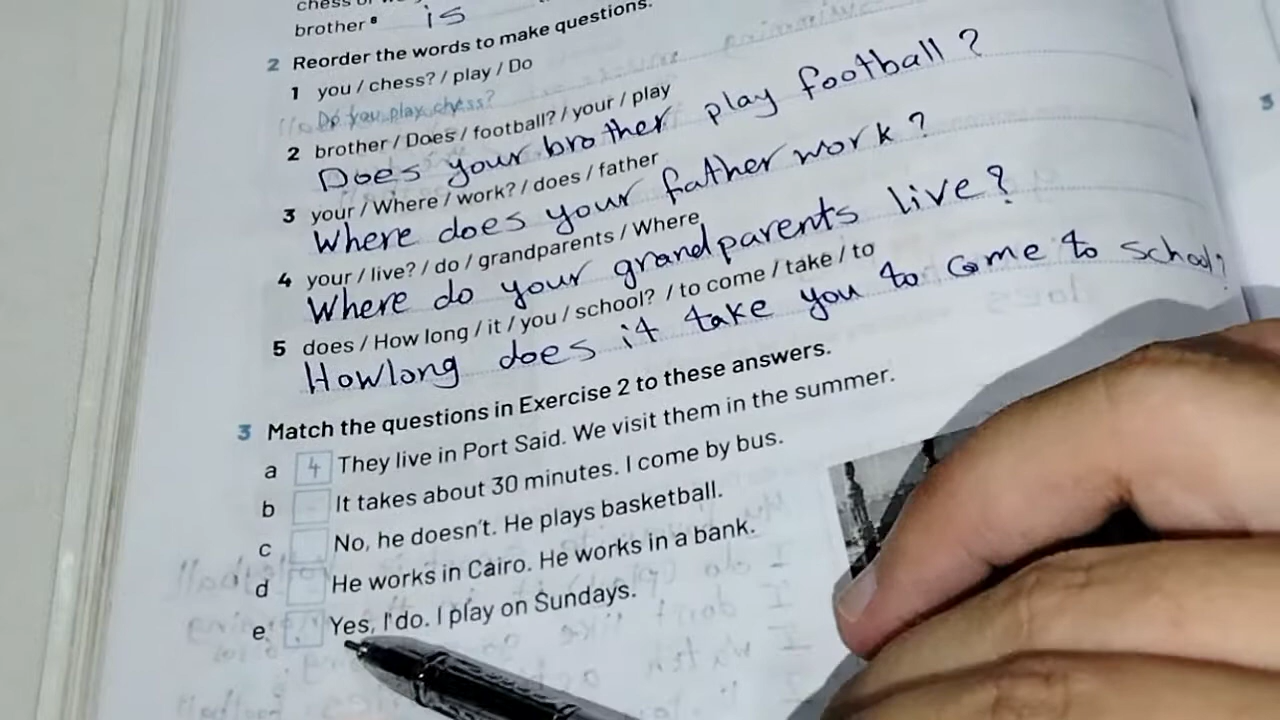 chess
brother 8 is
2 Reorder the words to make questions.
1 you / chess? / play / Do
Do you play chess?
2 brother / Does / football? / your / play
Does your brother play football?
3 your / Where / work? / does / father
Where does your father work?
4 your / live? / do / grandparents / Where
Where do your grandparents live?
5 does / How long / it / you / school? / to come / take / to
Howlong does it take you to come to school?
3 Match the questions in Exercise 2 to these answers.
a 4 They live in Port Said. We visit them in the summer.
b It takes about 30 minutes. I come by bus.
c No, he doesn't. He plays basketball.
d He works in Cairo. He works in a bank.
e Yes, I do. I play on Sundays.